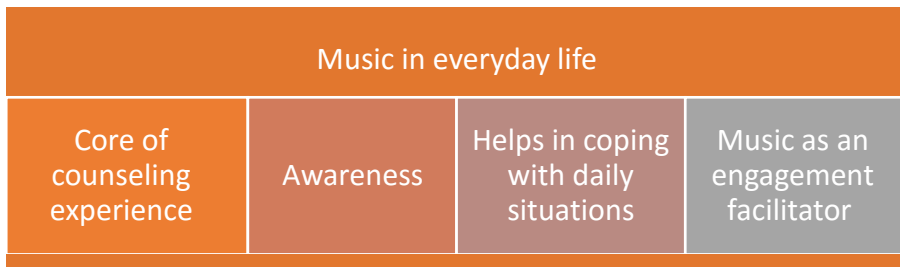 Music in everyday life
Core of
counseling
experience
Awareness
Helps in coping
with daily
situations
Music as an
engagement
facilitator